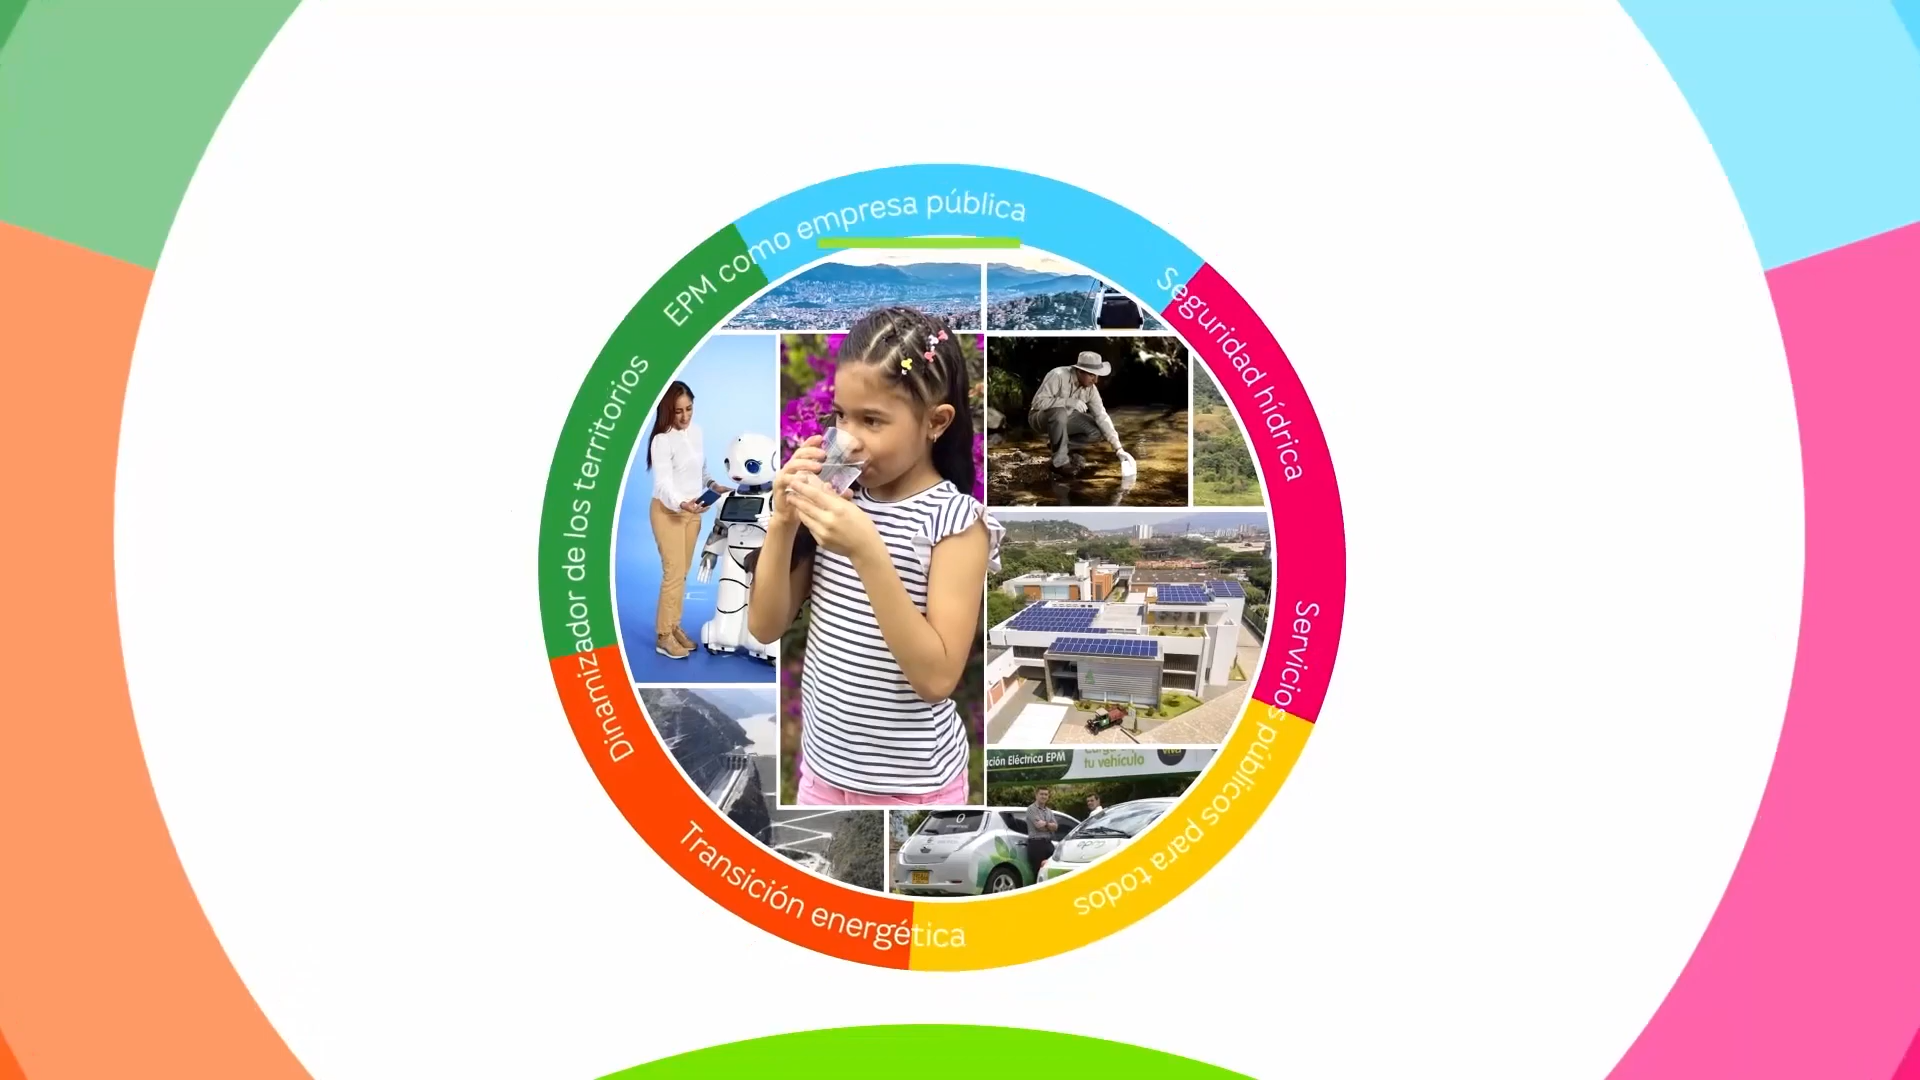 EPM como empresa pública
Seguridad hídrica
Servicios públicos para todos
Transición energética
Dinamizador de los territorios
ción Eléctrica EPM
tu vehículo